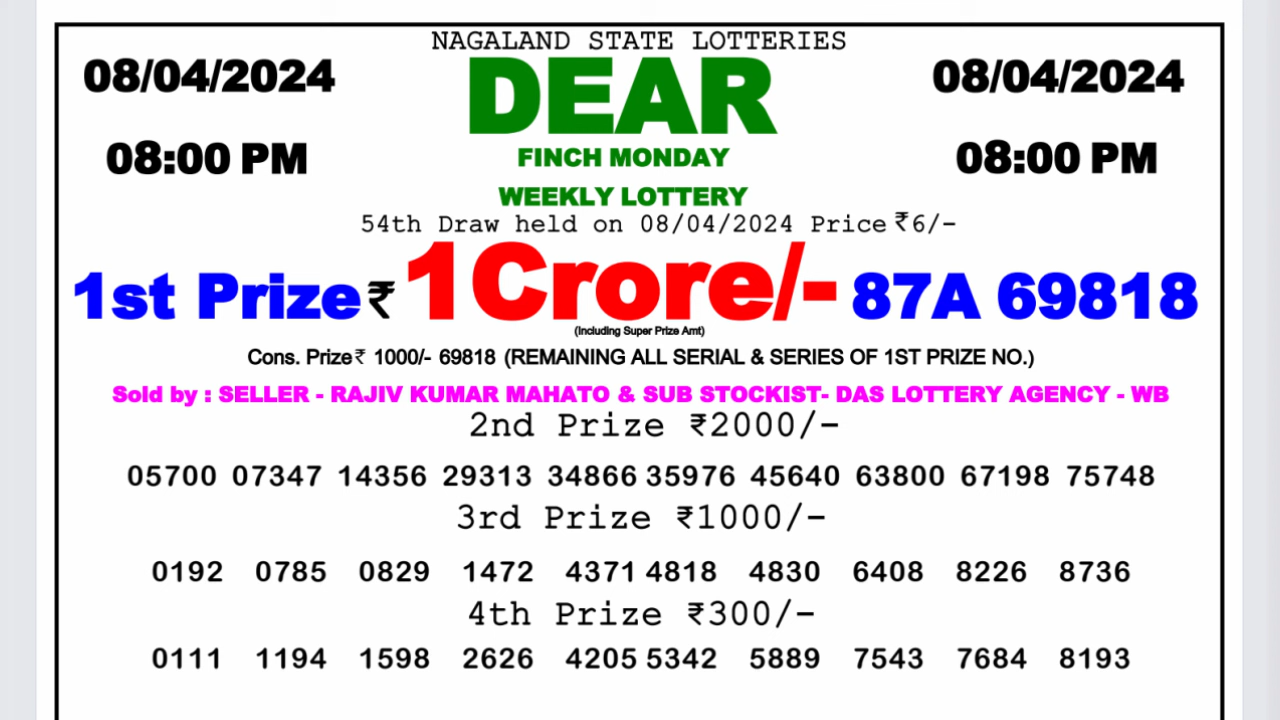 NAGALAND STATE LOTTERIES
08/04/2024 DEAR 08/04/2024
08:00 PM FINCH MONDAY 08:00 PM
WEEKLY LOTTERY
54th Draw held on 08/04/2024 Price ₹6/-
1st Prize ₹ 1Crore/- 87A 69818
(Including Super Prize Amt)
Cons. Prize ₹ 1000/- 69818 (REMAINING ALL SERIAL & SERIES OF 1ST PRIZE NO.)
Sold by : SELLER - RAJIV KUMAR MAHATO & SUB STOCKIST- DAS LOTTERY AGENCY - WB
2nd Prize ₹2000/-
05700 07347 14356 29313 34866 35976 45640 63800 67198 75748
3rd Prize ₹1000/-
0192 0785 0829 1472 4371 4818 4830 6408 8226 8736
4th Prize ₹300/-
0111 1194 1598 2626 4205 5342 5889 7543 7684 8193